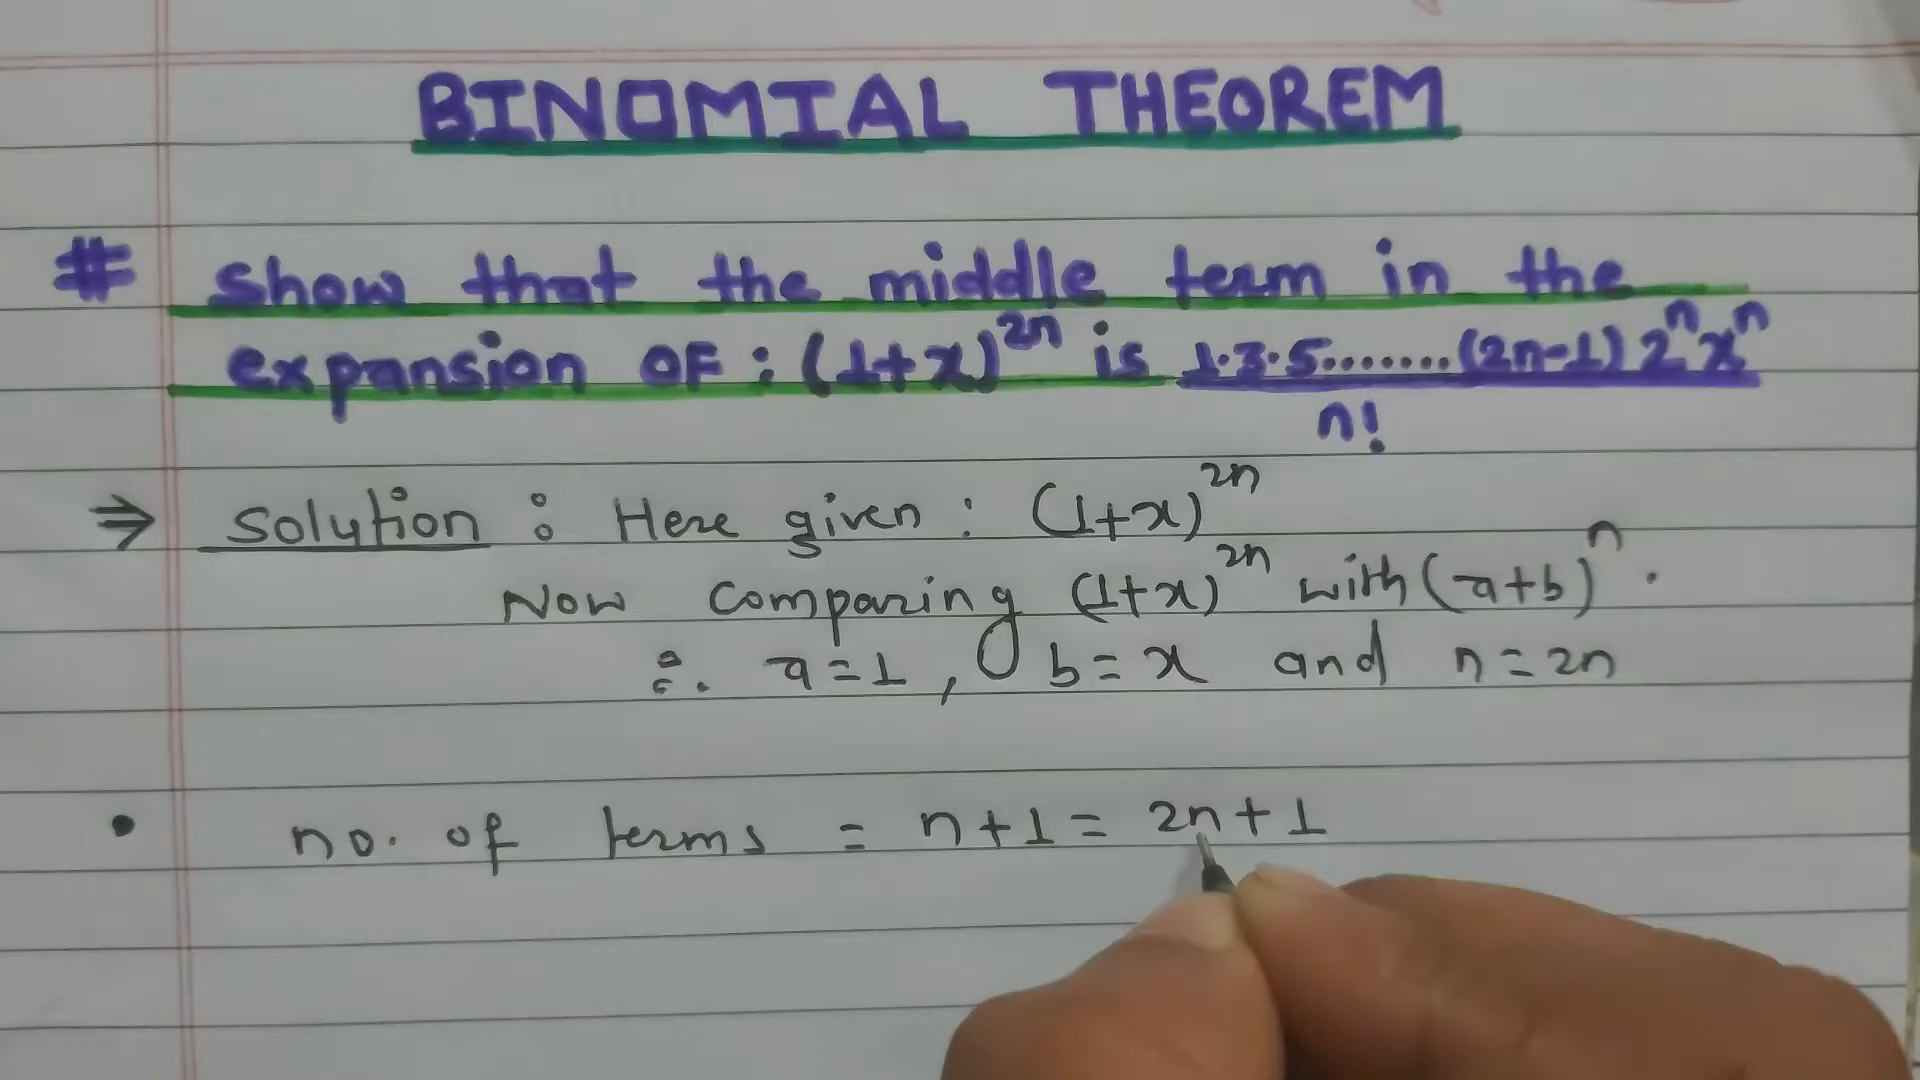 BINOMIAL THEOREM
# Show that the middle term in the
expansion OF : (1+x)^2n is 1·3·5.......(2n-1) 2^n x^n
n!
⇒ Solution : Here given : (1+x)^2n
Now comparing (1+x)^2n with (a+b)^n .
∴ a=1 , b=x and n=2n
• no. of terms = n+1 = 2n+1